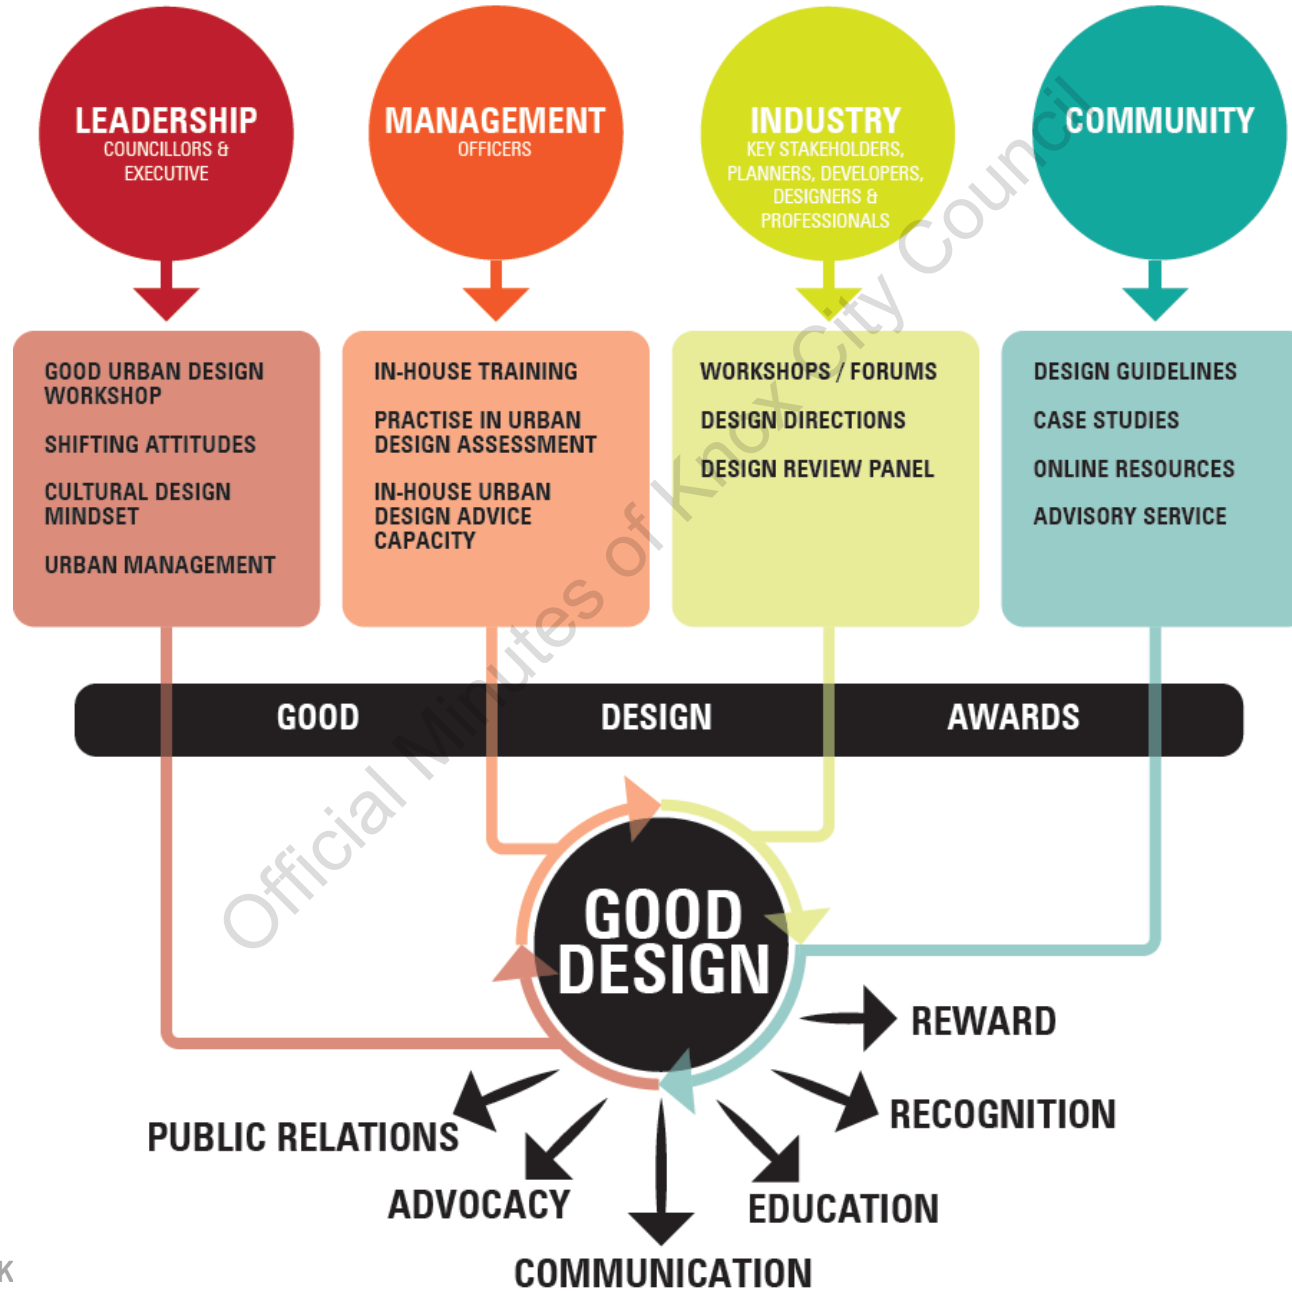 LEADERSHIP
COUNCILLORS &
EXECUTIVE
MANAGEMENT
OFFICERS
INDUSTRY
KEY STAKEHOLDERS,
PLANNERS, DEVELOPERS,
DESIGNERS &
PROFESSIONALS
COMMUNITY
GOOD URBAN DESIGN
WORKSHOP
SHIFTING ATTITUDES
CULTURAL DESIGN
MINDSET
URBAN MANAGEMENT
IN-HOUSE TRAINING
PRACTISE IN URBAN
DESIGN ASSESSMENT
IN-HOUSE URBAN
DESIGN ADVICE
CAPACITY
WORKSHOPS / FORUMS
DESIGN DIRECTIONS
DESIGN REVIEW PANEL
DESIGN GUIDELINES
CASE STUDIES
ONLINE RESOURCES
ADVISORY SERVICE
GOOD DESIGN AWARDS
GOOD
DESIGN
REWARD
RECOGNITION
EDUCATION
COMMUNICATION
ADVOCACY
PUBLIC RELATIONS
K
Official Minutes of Knox City Council